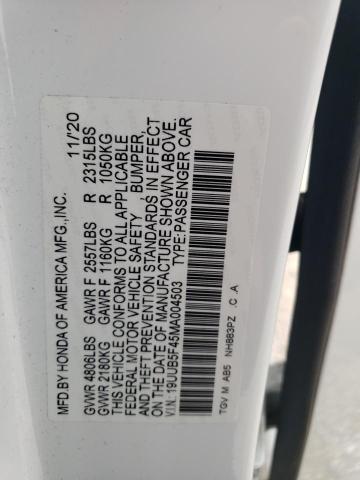 MFD.BY HONDA OF AMERICA MFG.,INC. 11/20
GVWR 4806LBS GAWR F 2557LBS R 2315LBS
GVWR 2180KG GAWR F 1160KG R 1050KG
THIS VEHICLE CONFORMS TO ALL APPLICABLE
FEDERAL MOTOR VEHICLE SAFETY , BUMPER,
AND THEFT PREVENTION STANDARDS IN EFFECT ON
THE DATE OF MANUFACTURE SHOWN ABOVE.
V.I.N.:19UUB5F45MA004503 TYPE:PASSENGER CAR
TGV M AB5 NH883PZ .C .A